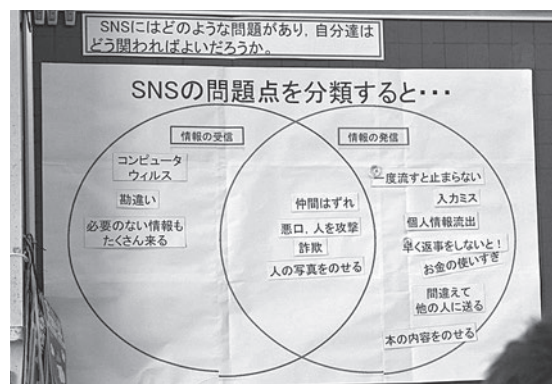 SNSにはどのような問題があり，自分達は
どう関わればよいだろうか。
SNSの問題点を分類すると・・・
情報の受信
コンピュータ
ウィルス
勘違い
必要のない情報も
たくさん来る
仲間はずれ
悪口，人を攻撃
詐欺
人の写真をのせる
情報の発信
一度流すと止まらない
入力ミス
個人情報流出
早く返事をしないと！
お金の使いすぎ
間違えて
他の人に送る
本の内容をのせる